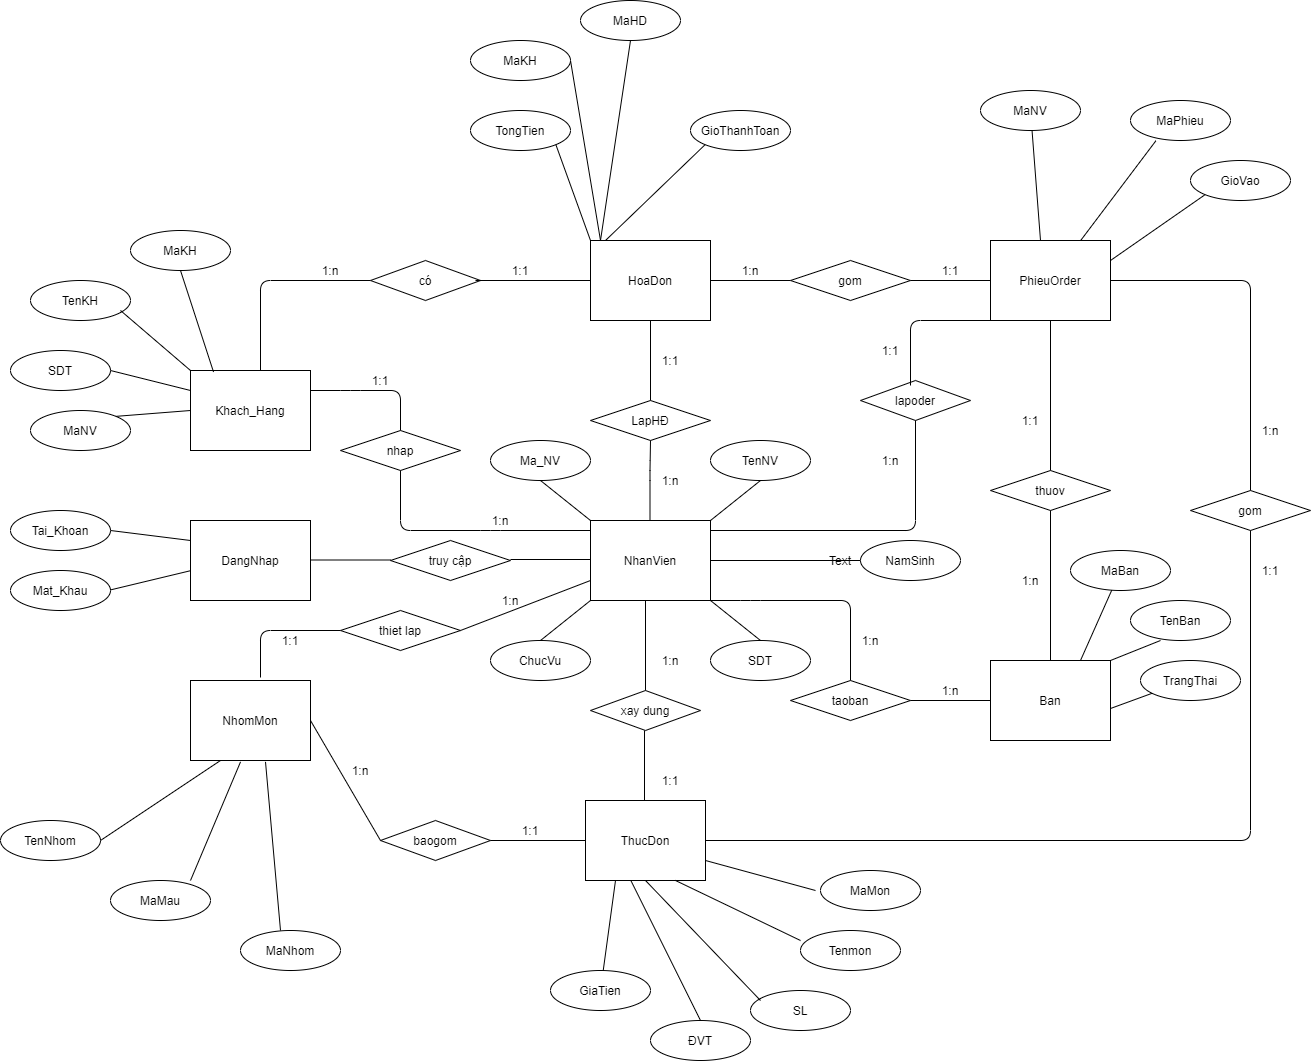 MaHD
MaKH
TongTien
GioThanhToan
MaNV
MaPhieu
GioVao
MaKH
TenKH
SDT
MaNV
1:n
có
1:1
HoaDon
1:n
gom
1:1
PhieuOrder
Khach_Hang
1:1
nhap
1:n
1:1
LapHĐ
1:n
1:1
lapoder
1:n
1:1
thuov
1:n
1:n
gom
1:1
Ma_NV
TenNV
Tai_Khoan
Mat_Khau
DangNhap
truy cập
NhanVien
Text
NamSinh
MaBan
TenBan
TrangThai
1:n
thiet lap
1:1
ChucVu
SDT
1:n
xay dung
1:1
1:n
taoban
1:n
Ban
NhomMon
1:n
baogom
1:1
ThucDon
TenNhom
MaMau
MaNhom
MaMon
Tenmon
SL
GiaTien
ĐVT